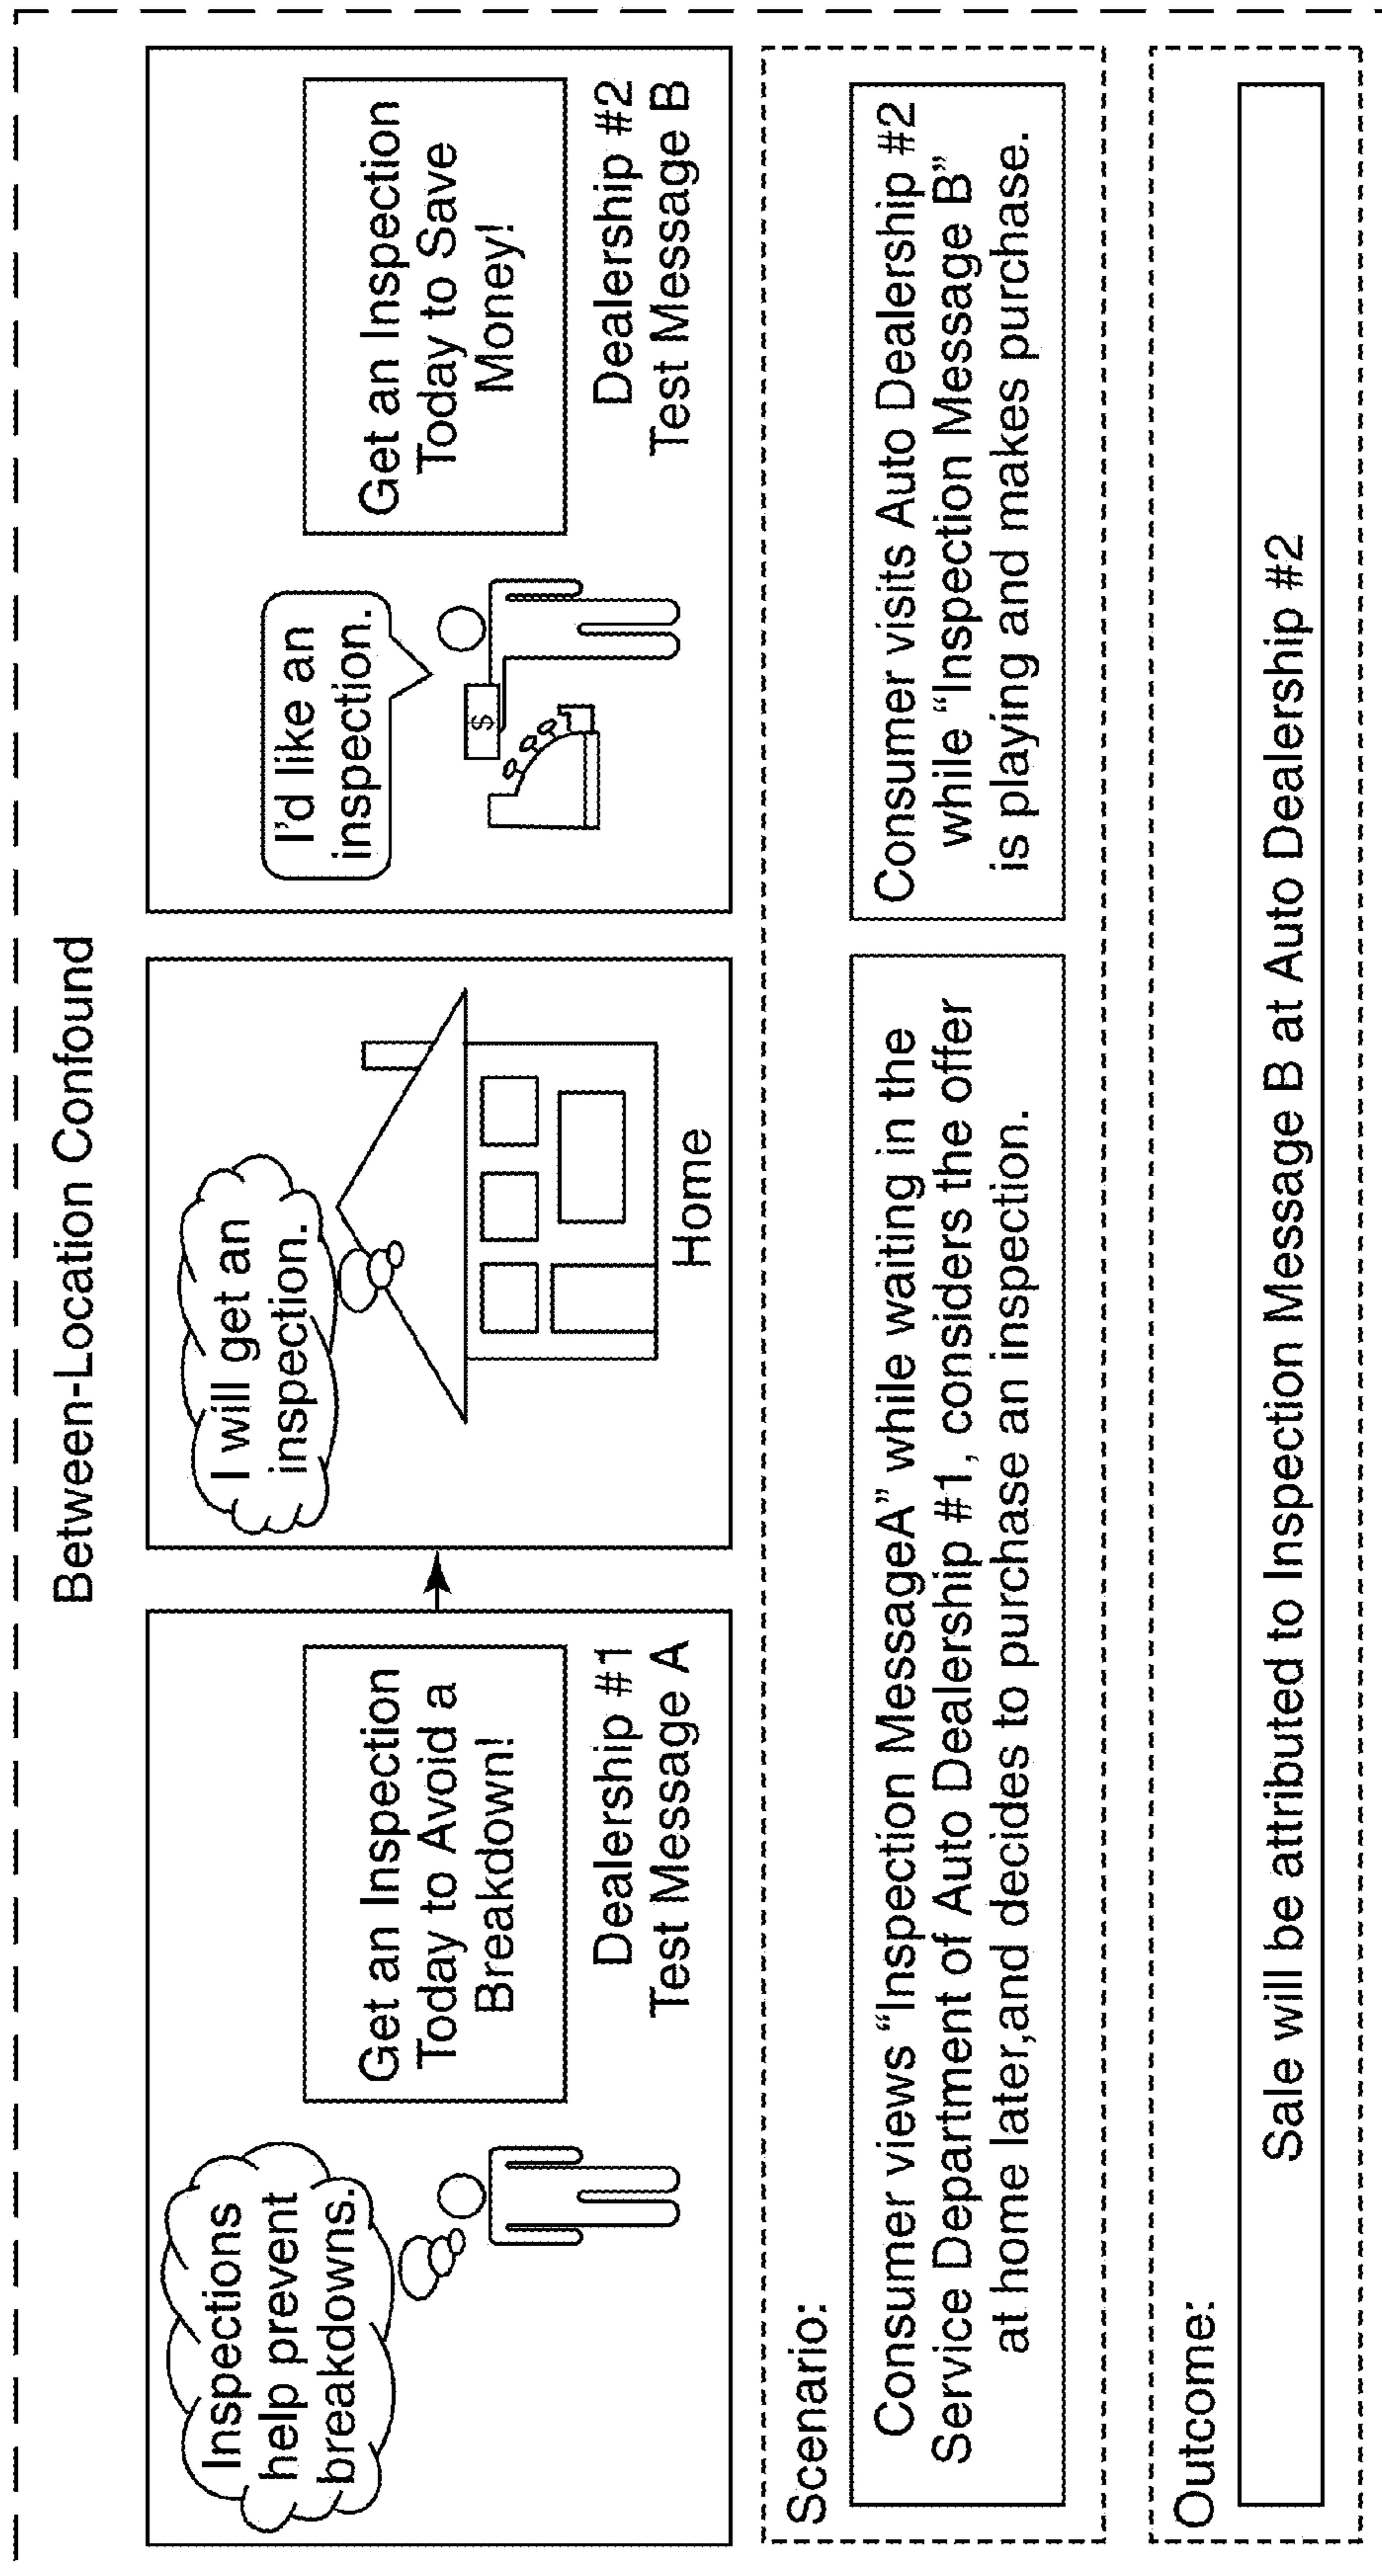 Between-Location Confound
Inspections
help prevent
breakdowns.
Get an Inspection
Today to Avoid a
Breakdown!
Dealership #1
Test Message A
I will get an
inspection.
Home
I'd like an
inspection.
$
Get an Inspection
Today to Save
Money!
Dealership #2
Test Message B
Scenario:
Consumer views “Inspection MessageA” while waiting in the
Service Department of Auto Dealership #1, considers the offer
at home later,and decides to purchase an inspection.
Consumer visits Auto Dealership #2
while “Inspection Message B”
is playing and makes purchase.
Outcome:
Sale will be attributed to Inspection Message B at Auto Dealership #2